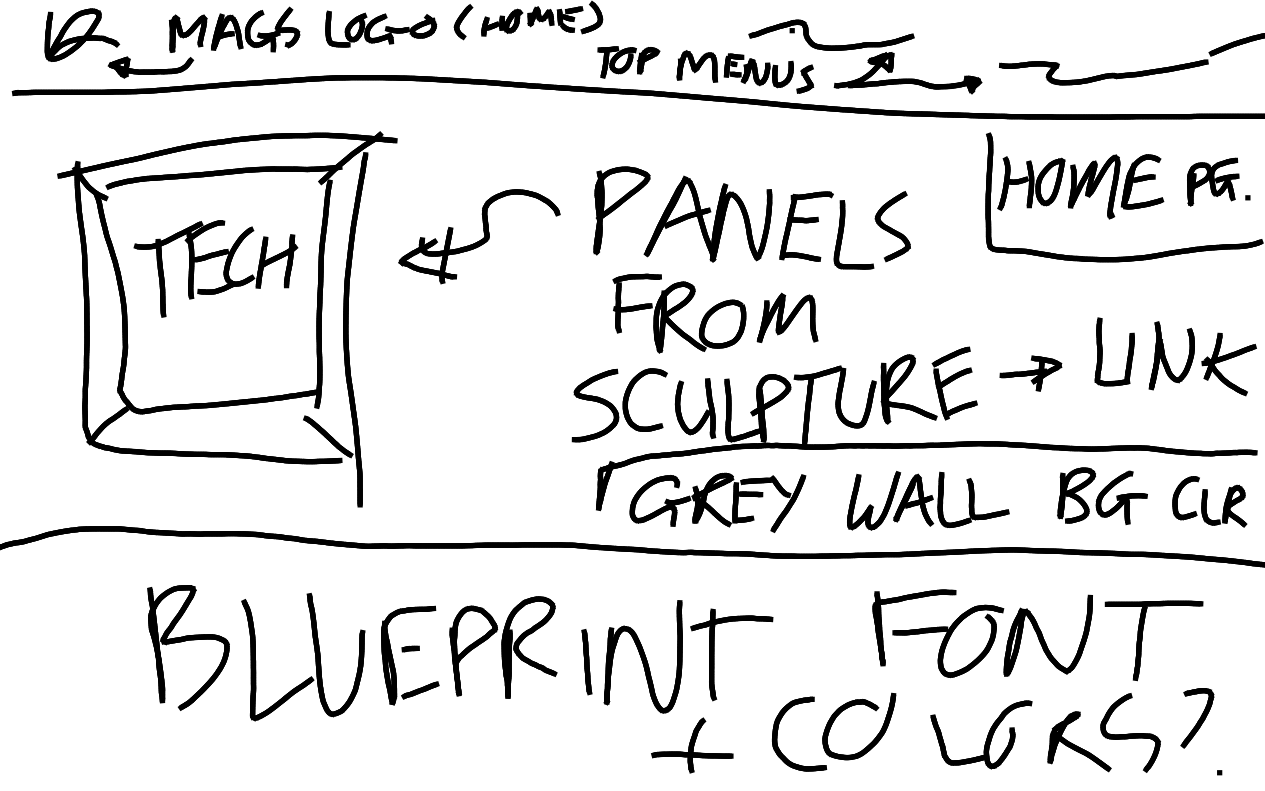 MAGS LOGO (HOME)
TOP MENUS
HOME PG.
TECH
PANELS
FROM
SCULPTURE → LINK
GREY WALL BG CLR
BLUEPRINT FONT
+ COLORS?